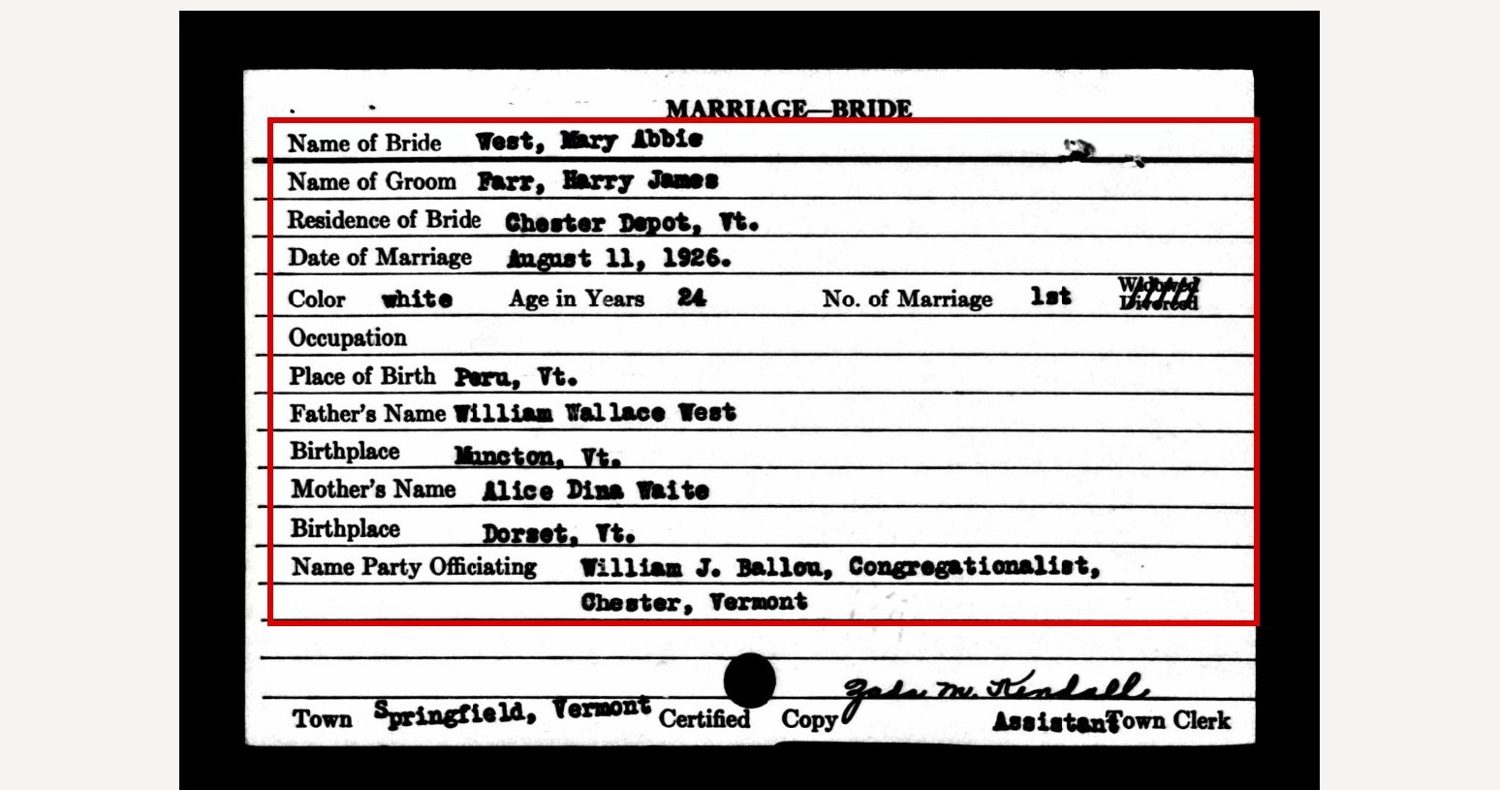 MARRIAGE—BRIDE
Name of Bride West, Mary Abbie
Name of Groom Farr, Harry James
Residence of Bride Chester Depot, Vt.
Date of Marriage August 11, 1926.
Color white Age in Years 24 No. of Marriage 1st Widowed
Divorced
Occupation
Place of Birth Peru, Vt.
Father's Name William Wallace West
Birthplace Muncton, Vt.
Mother's Name Alice Dina Waite
Birthplace Dorset, Vt.
Name Party Officiating William J. Ballou, Congregationalist,
Chester, Vermont
M. Kendall
Town Springfield, Vermont Certified Copy Assistant Town Clerk